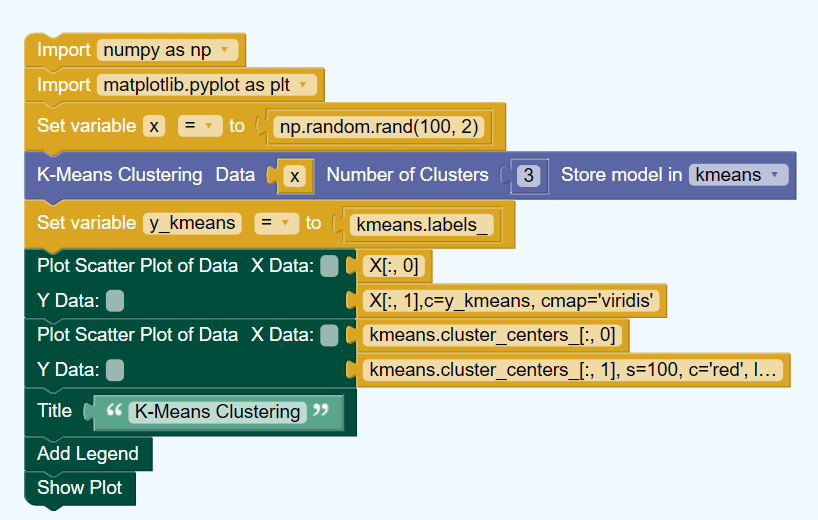 Import numpy as np
Import matplotlib.pyplot as plt
Set variable x = to np.random.rand(100, 2)
K-Means Clustering Data x Number of Clusters 3 Store model in kmeans
Set variable y_kmeans = to kmeans.labels_
Plot Scatter Plot of Data X Data: X[:, 0]
Y Data: X[:, 1],c=y_kmeans, cmap='viridis'
Plot Scatter Plot of Data X Data: kmeans.cluster_centers_[:, 0]
Y Data: kmeans.cluster_centers_[:, 1], s=100, c='red', l…
Title “ K-Means Clustering ”
Add Legend
Show Plot